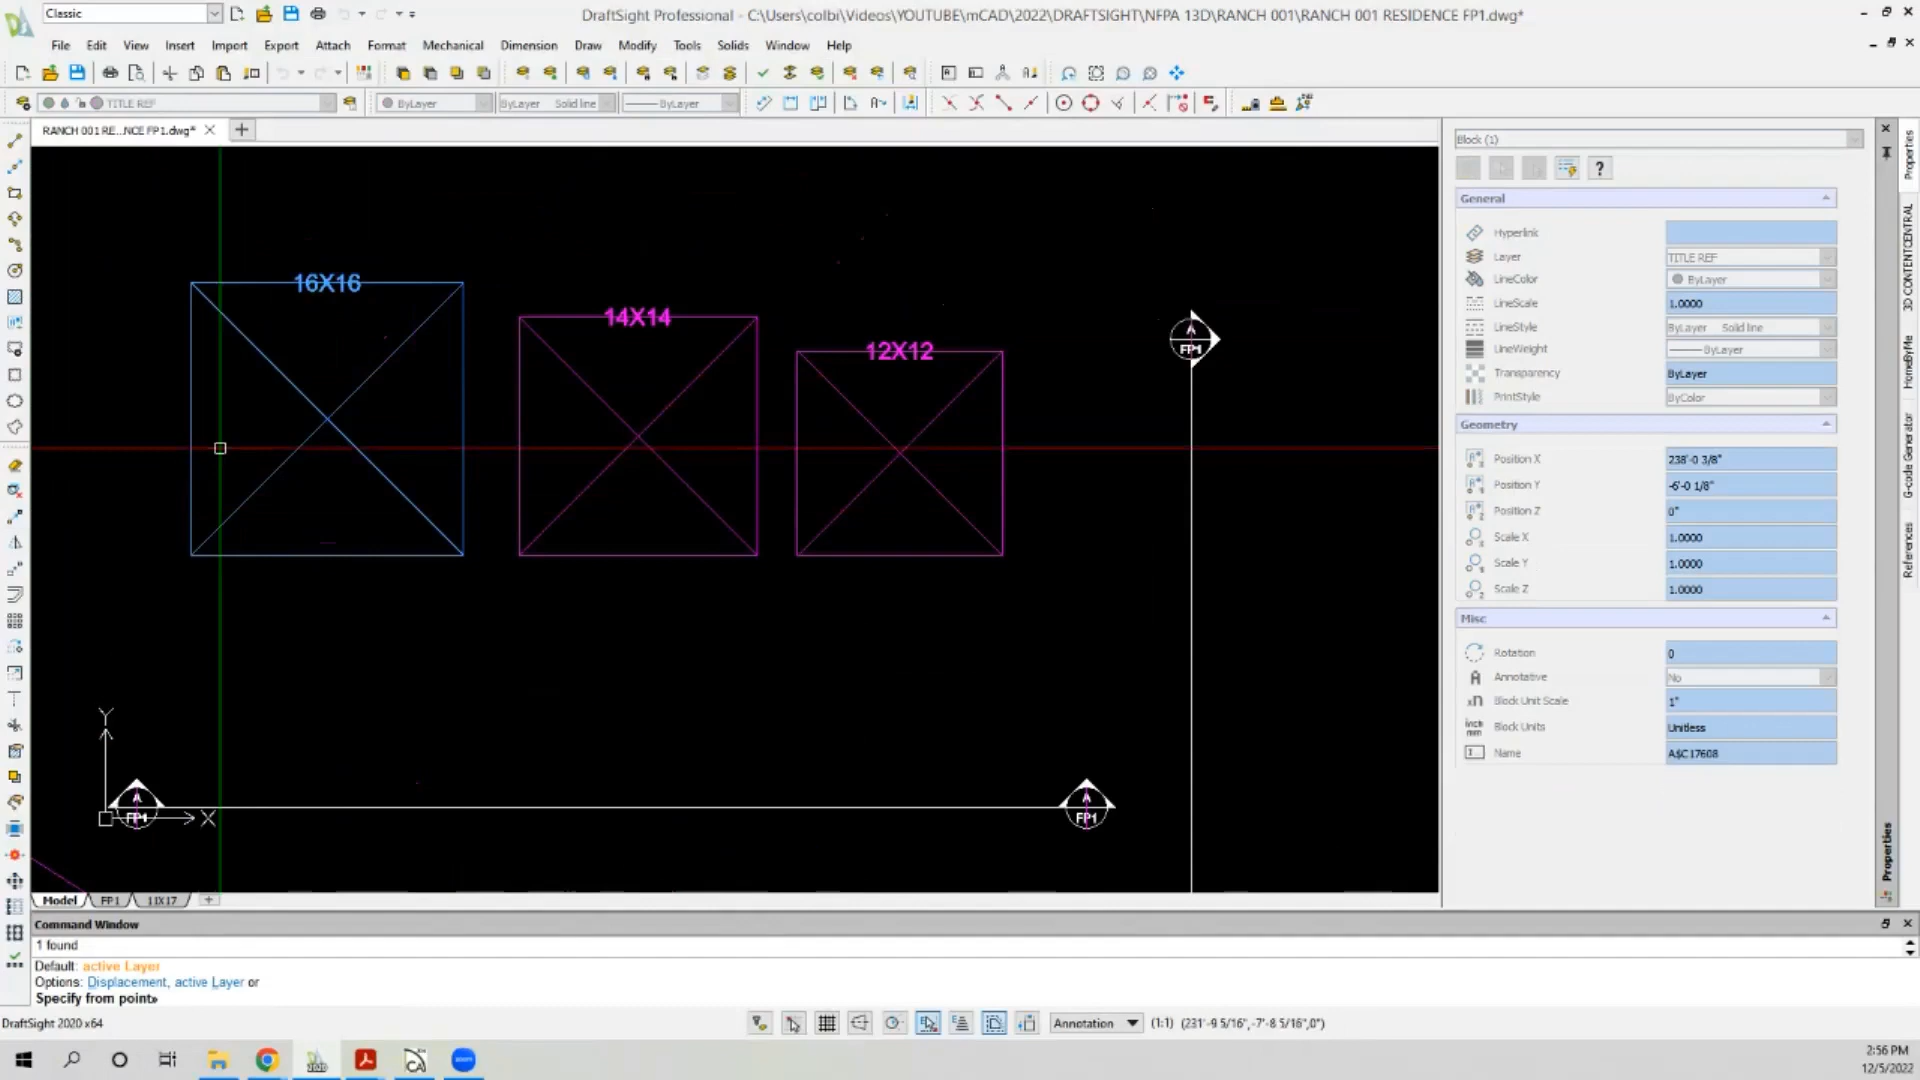 Classic
DraftSight Professional - C:\Users\colbi\Videos\YOUTUBE\mCAD\2022\DRAFTSIGHT\NFPA 13D\RANCH 001\RANCH 001 RESIDENCE FP1.dwg*
File Edit View Insert Import Export Attach Format Mechanical Dimension Draw Modify Tools Solids Window Help
TITLE REF ByLayer ByLayer Solid line ByLayer
RANCH 001 RE...NCE FP1.dwg*
Block (1)
General
Hyperlink
Layer TITLE REF
LineColor ByLayer
LineScale 1.0000
LineStyle ByLayer Solid line
LineWeight ByLayer
Transparency ByLayer
PrintStyle ByColor
Geometry
Position X 238'-0 3/8"
Position Y -6'-0 1/8"
Position Z 0"
Scale X 1.0000
Scale Y 1.0000
Scale Z 1.0000
Misc
Rotation 0
Annotative No
Block Unit Scale 1"
Block Units Unitless
Name A$C17608
Properties
3D CONTENTCENTRAL
HomeByMe
G-code Generator
References
Properties
16X16
14X14
12X12
A
FP1
Y
X
A
FP1
A
FP1
Model FP1 11X17
Command Window
1 found
Default: active Layer
Options: Displacement, active Layer or
Specify from point»
DraftSight 2020 x64
Annotation (1:1) (231'-9 5/16",-7'-8 5/16",0")
2:56 PM
12/5/2022